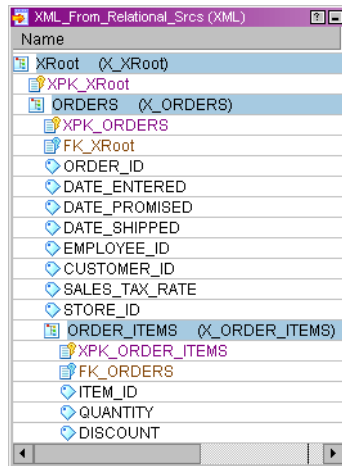 XML_From_Relational_Srcs (XML)
Name
XRoot (X_XRoot)
XPK_XRoot
ORDERS (X_ORDERS)
XPK_ORDERS
FK_XRoot
ORDER_ID
DATE_ENTERED
DATE_PROMISED
DATE_SHIPPED
EMPLOYEE_ID
CUSTOMER_ID
SALES_TAX_RATE
STORE_ID
ORDER_ITEMS (X_ORDER_ITEMS)
XPK_ORDER_ITEMS
FK_ORDERS
ITEM_ID
QUANTITY
DISCOUNT